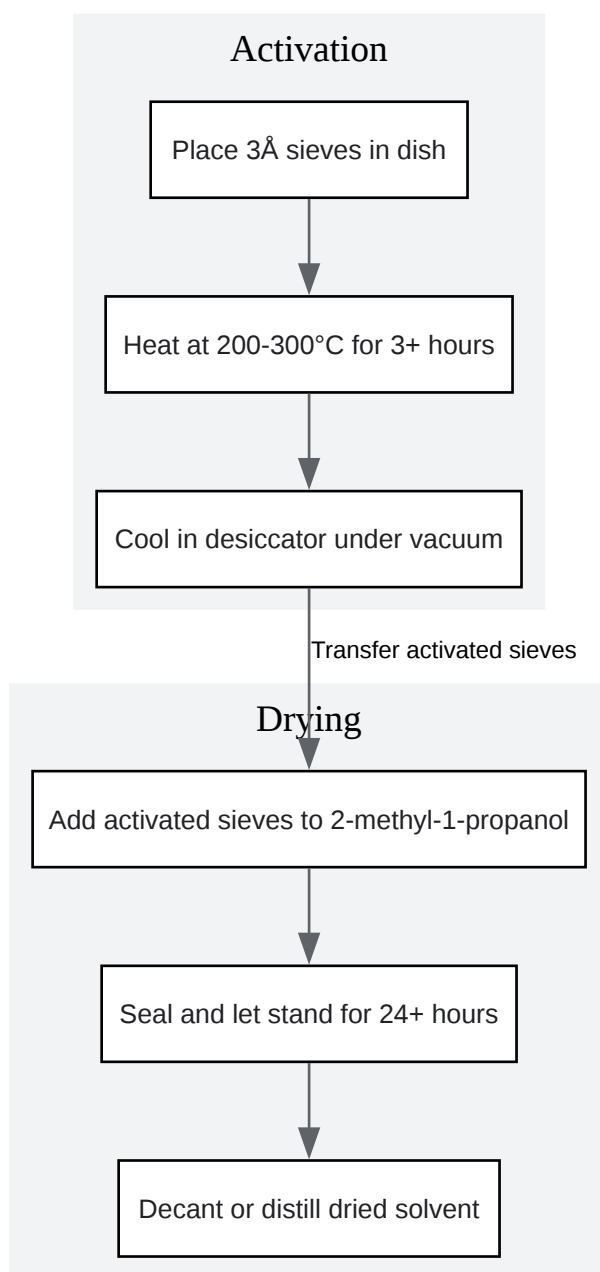 Activation
Place 3Å sieves in dish
Heat at 200-300°C for 3+ hours
Cool in desiccator under vacuum
Transfer activated sieves
Drying
Add activated sieves to 2-methyl-1-propanol
Seal and let stand for 24+ hours
Decant or distill dried solvent